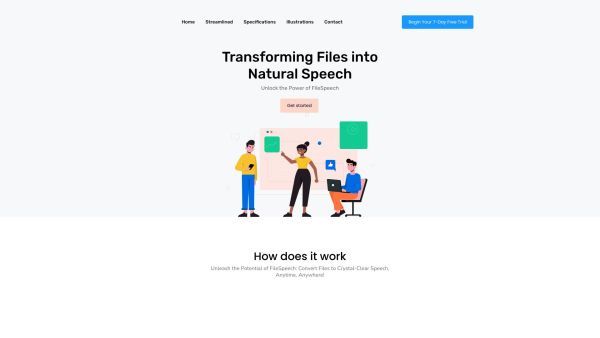 Home Streamlined Specifications Illustrations Contact Begin Your 7-Day Free Trial
Transforming Files into
Natural Speech
Unlock the Power of FileSpeech
Get started
How does it work
Unleash the Potential of FileSpeech: Convert Files to Crystal-Clear Speech,
Anytime, Anywhere!